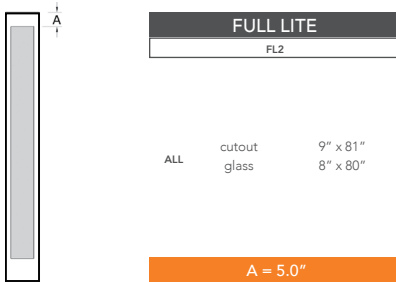 A
FULL LITE
FL2
ALL
cutout 9" x 81"
glass 8" x 80"
A = 5.0"